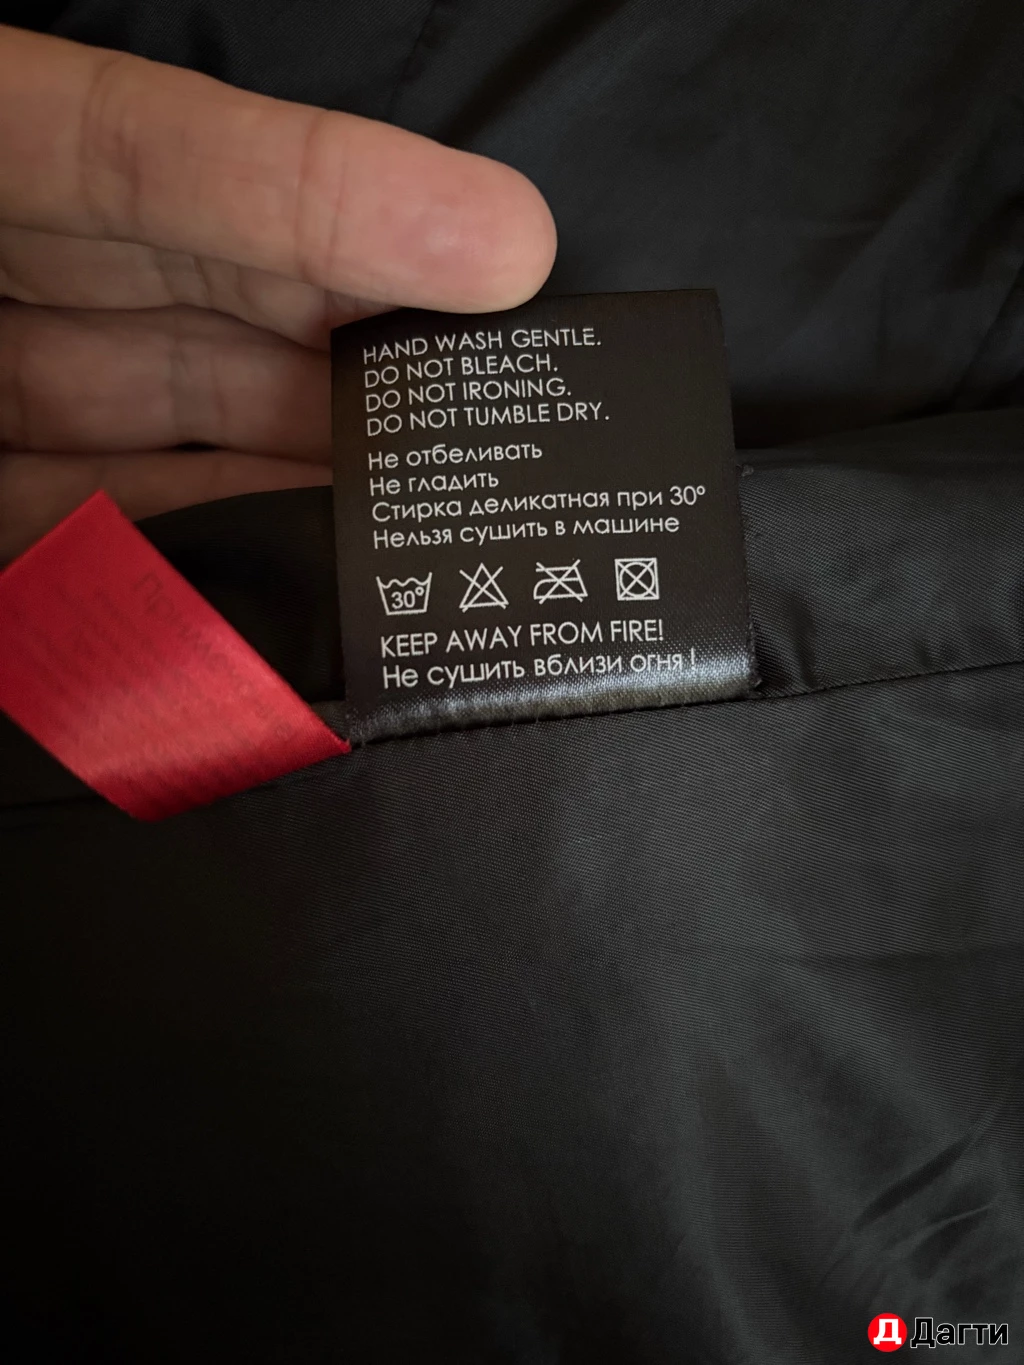 HAND WASH GENTLE.
DO NOT BLEACH.
DO NOT IRONING.
DO NOT TUMBLE DRY.
Не отбеливать
Не гладить
Стирка деликатная при 30°
Нельзя сушить в машине
30°
KEEP AWAY FROM FIRE!
Не сушить вблизи огня !
Д Дагти